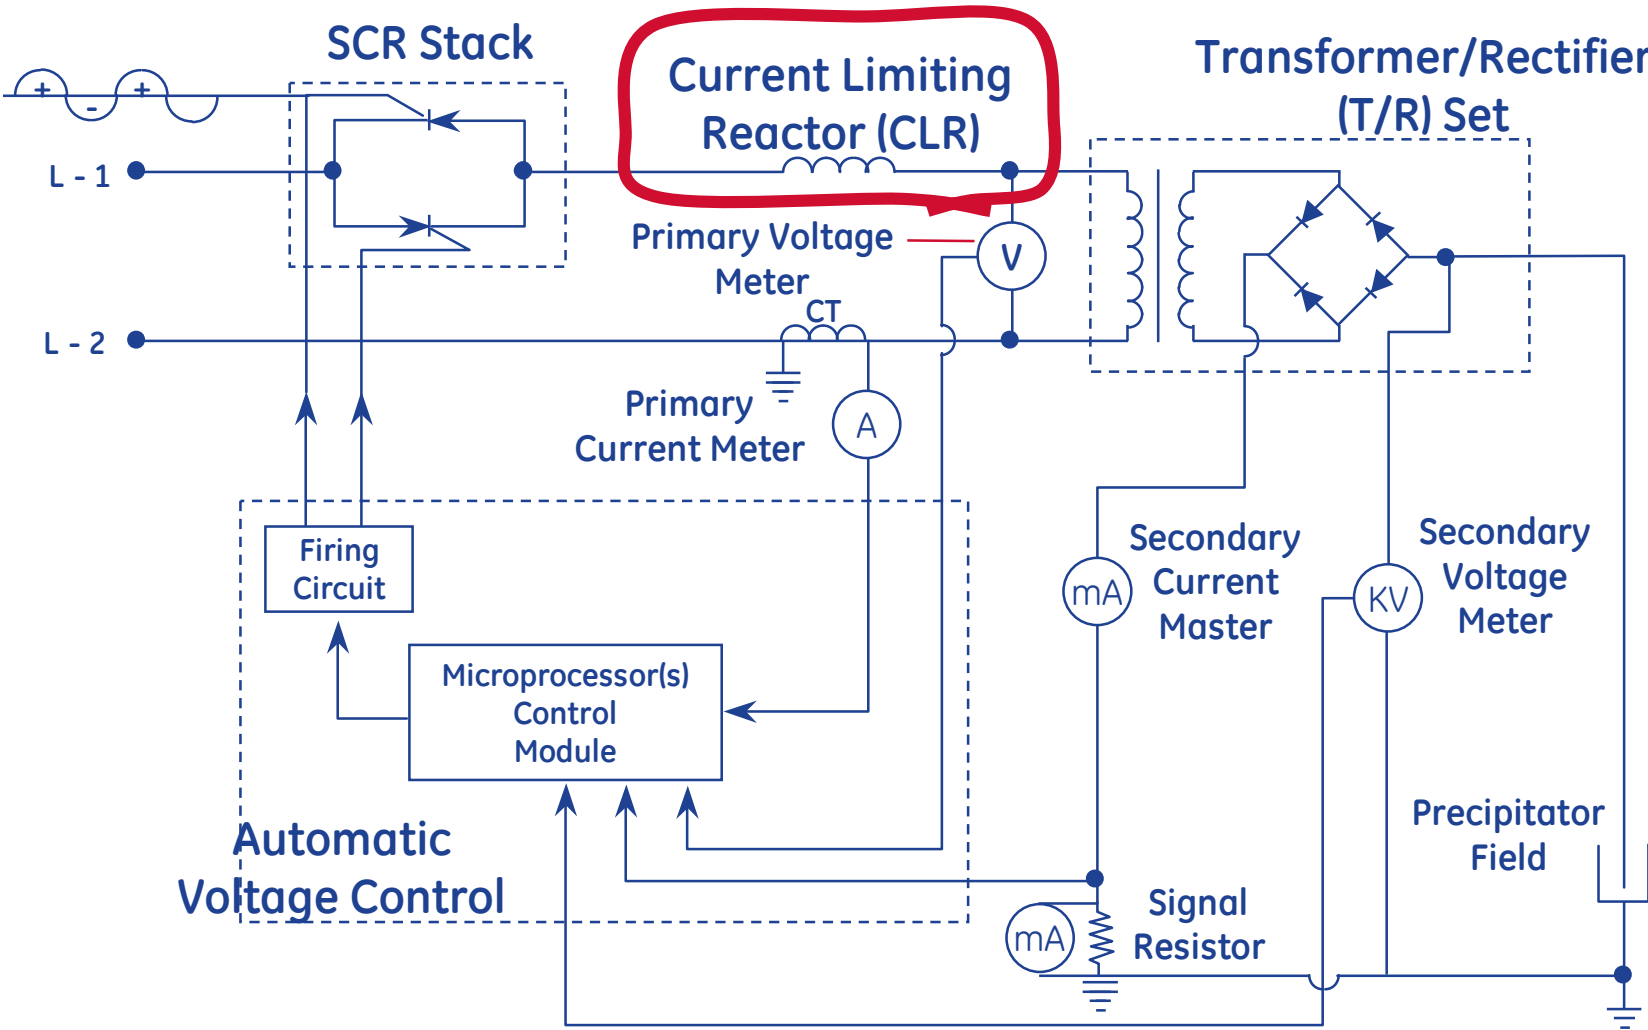 SCR Stack
Current Limiting
Reactor (CLR)
Transformer/Rectifier
(T/R) Set
+
-
+
L - 1
Primary Voltage
Meter
V
CT
L - 2
Primary
Current Meter
A
Firing
Circuit
Secondary
Current
Master
mA
Secondary
Voltage
Meter
KV
Microprocessor(s)
Control
Module
Automatic
Voltage Control
Precipitator
Field
mA
Signal
Resistor